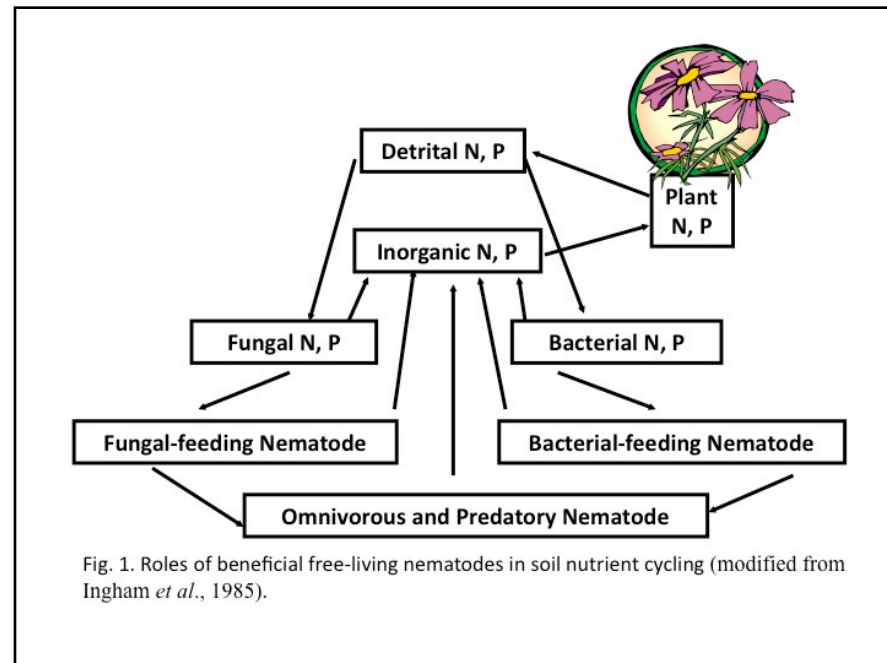 Detrital N, P
Plant
N, P
Inorganic N, P
Fungal N, P
Bacterial N, P
Fungal-feeding Nematode
Bacterial-feeding Nematode
Omnivorous and Predatory Nematode
Fig. 1. Roles of beneficial free-living nematodes in soil nutrient cycling (modified from
Ingham et al., 1985).